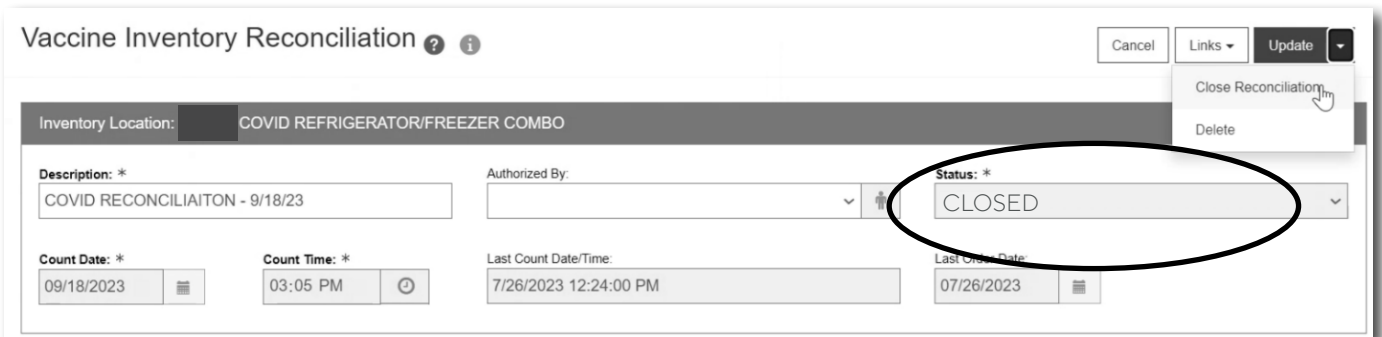 Vaccine Inventory Reconciliation ? i
Cancel Links Update
Close Reconciliation
Delete
Inventory Location: COVID REFRIGERATOR/FREEZER COMBO
Description: * Authorized By: Status: *
COVID RECONCILIAITON - 9/18/23 CLOSED
Count Date: * Count Time: * Last Count Date/Time: Last Order Date:
09/18/2023 03:05 PM 7/26/2023 12:24:00 PM 07/26/2023